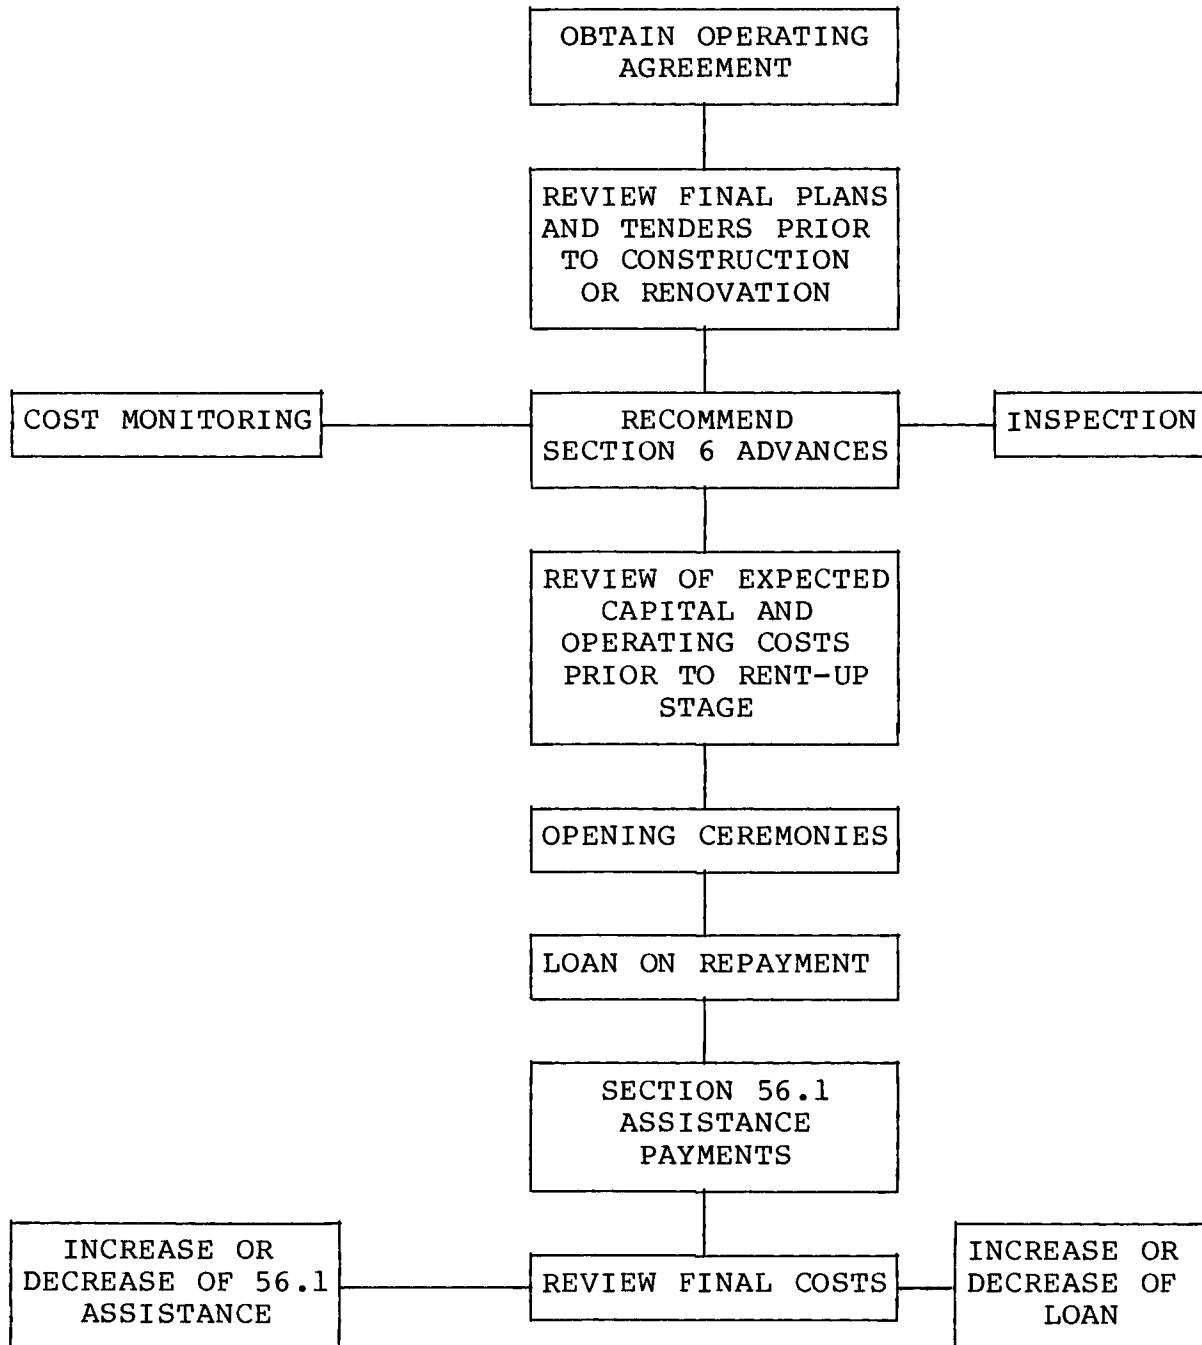 OBTAIN OPERATING
AGREEMENT
REVIEW FINAL PLANS
AND TENDERS PRIOR
TO CONSTRUCTION
OR RENOVATION
COST MONITORING
RECOMMEND
SECTION 6 ADVANCES
INSPECTION
REVIEW OF EXPECTED
CAPITAL AND
OPERATING COSTS
PRIOR TO RENT-UP
STAGE
OPENING CEREMONIES
LOAN ON REPAYMENT
SECTION 56.1
ASSISTANCE
PAYMENTS
INCREASE OR
DECREASE OF 56.1
ASSISTANCE
REVIEW FINAL COSTS
INCREASE OR
DECREASE OF
LOAN